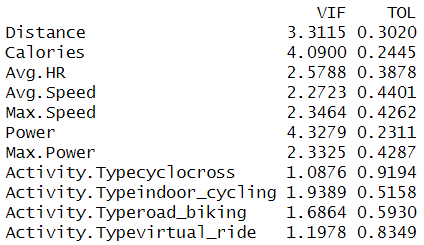 VIF TOL
Distance 3.3115 0.3020
Calories 4.0900 0.2445
Avg.HR 2.5788 0.3878
Avg.Speed 2.2723 0.4401
Max.Speed 2.3464 0.4262
Power 4.3279 0.2311
Max.Power 2.3325 0.4287
Activity.Typecyclocross 1.0876 0.9194
Activity.Typeindoor_cycling 1.9389 0.5158
Activity.Typeroad_biking 1.6864 0.5930
Activity.Typevirtual_ride 1.1978 0.8349